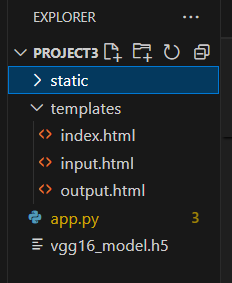 EXPLORER
PROJECT3
static
templates
index.html
input.html
output.html
app.py 3
vgg16_model.h5